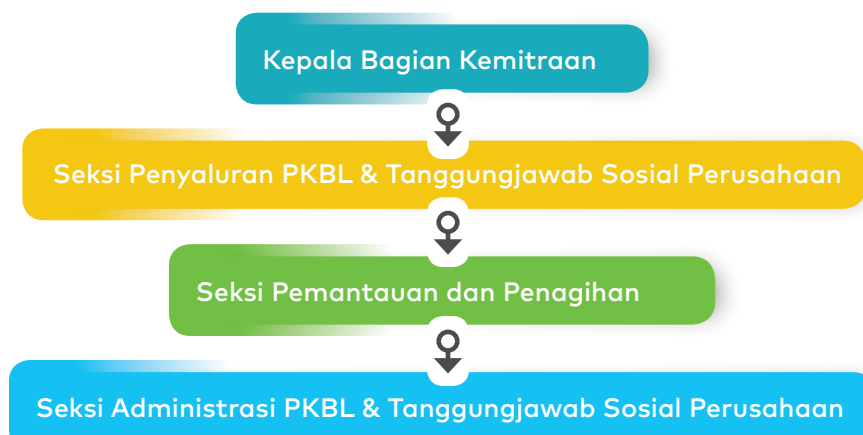 Kepala Bagian Kemitraan
Seksi Penyaluran PKBL & Tanggungjawab Sosial Perusahaan
Seksi Pemantauan dan Penagihan
Seksi Administrasi PKBL & Tanggungjawab Sosial Perusahaan